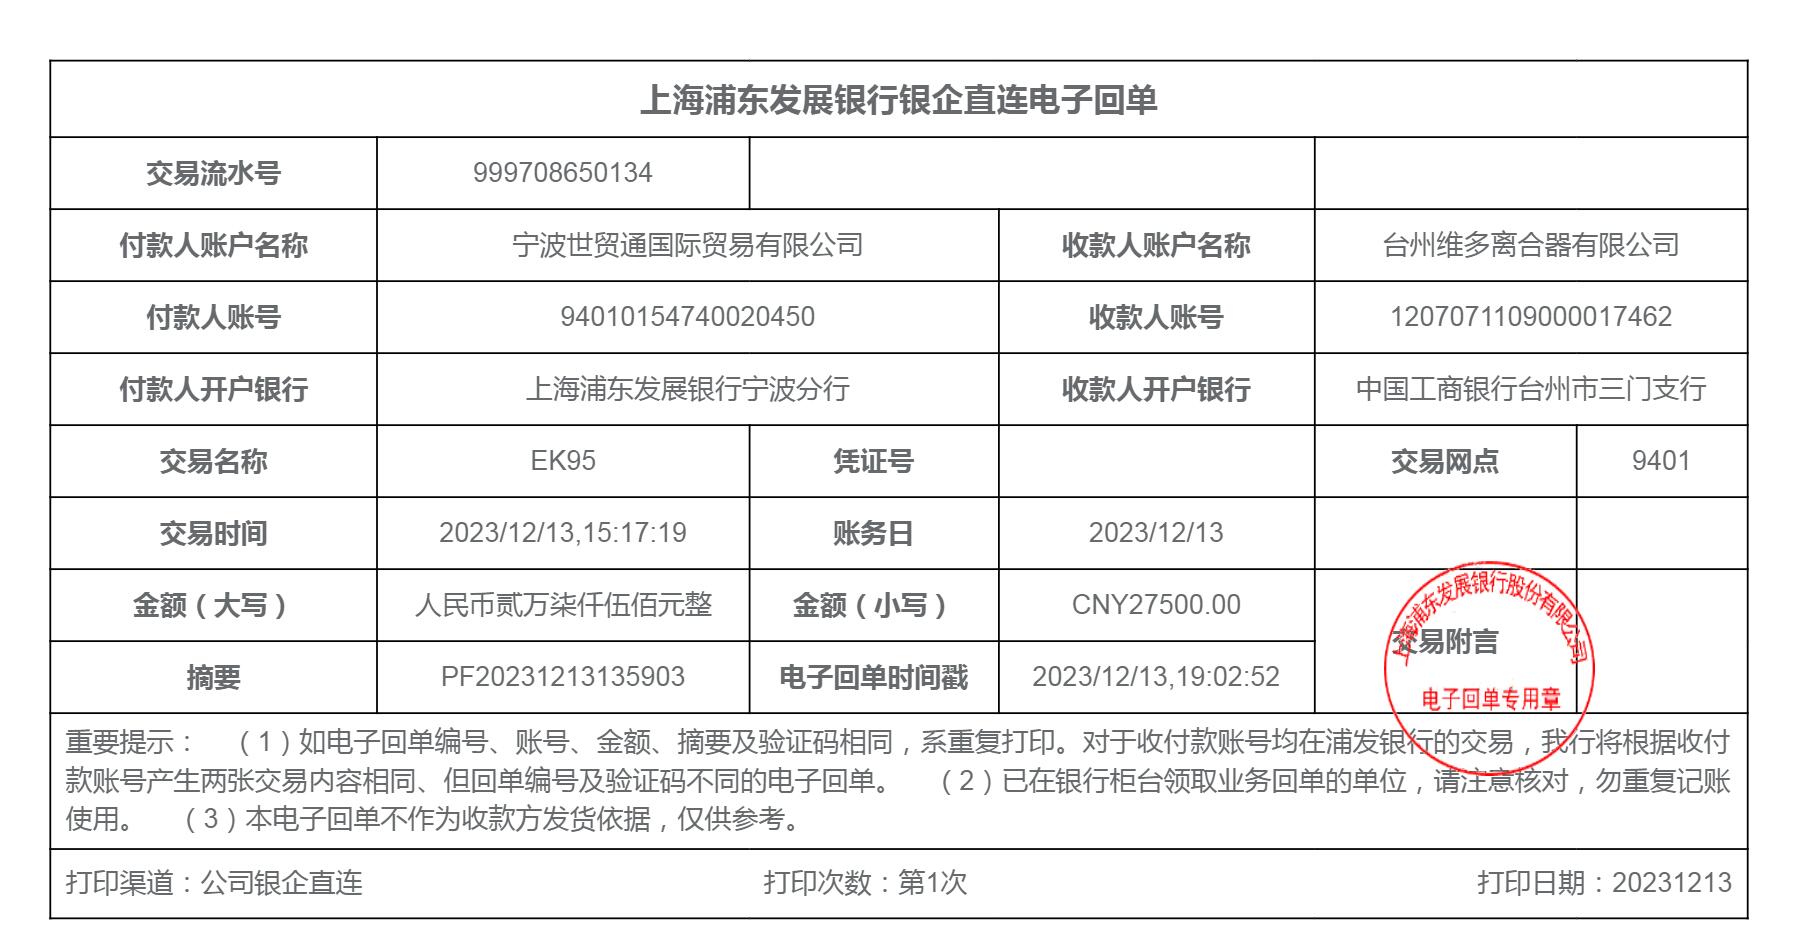 上海浦东发展银行银企直连电子回单
交易流水号 999708650134
付款人账户名称 宁波世贸通国际贸易有限公司 收款人账户名称 台州维多离合器有限公司
付款人账号 94010154740020450 收款人账号 1207071109000017462
付款人开户银行 上海浦东发展银行宁波分行 收款人开户银行 中国工商银行台州市三门支行
交易名称 EK95 凭证号 交易网点 9401
交易时间 2023/12/13,15:17:19 账务日 2023/12/13
金额（大写） 人民币贰万柒仟伍佰元整 金额（小写） CNY27500.00
上海浦东发展银行股份有限公司
交易附言
摘要 PF20231213135903 电子回单时间戳 2023/12/13,19:02:52
电子回单专用章
重要提示： （1）如电子回单编号、账号、金额、摘要及验证码相同，系重复打印。对于收付款账号均在浦发银行的交易，我行将根据收付
款账号产生两张交易内容相同、但回单编号及验证码不同的电子回单。 （2）已在银行柜台领取业务回单的单位，请注意核对，勿重复记账
使用。 （3）本电子回单不作为收款方发货依据，仅供参考。
打印渠道：公司银企直连 打印次数：第1次 打印日期：20231213